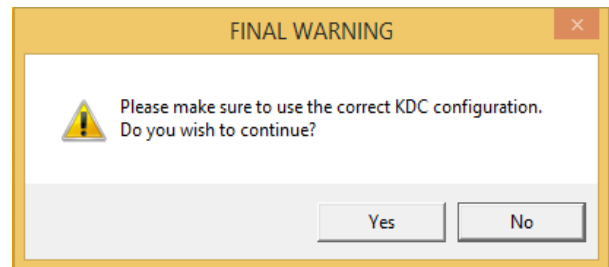 FINAL WARNING
Please make sure to use the correct KDC configuration.
Do you wish to continue?
Yes
No